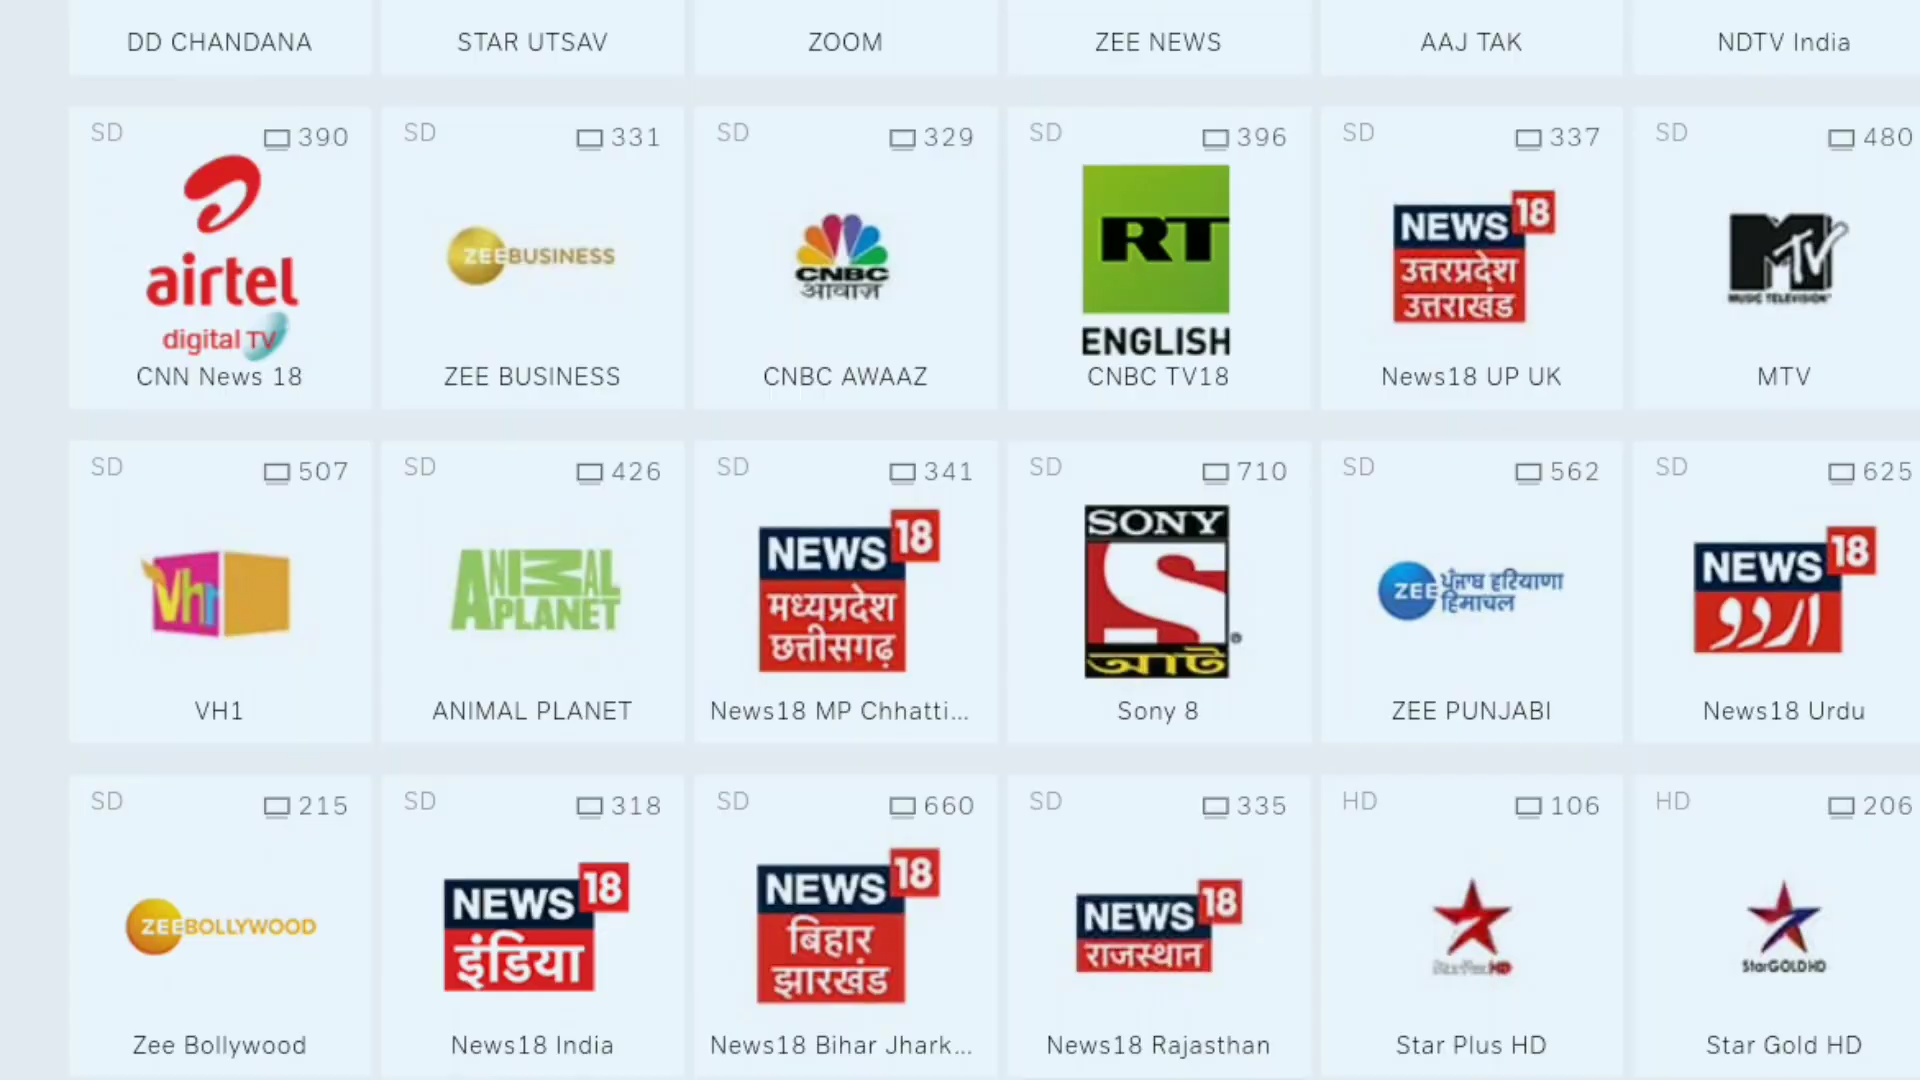 DD CHANDANA
STAR UTSAV
ZOOM
ZEE NEWS
AAJ TAK
NDTV India
SD 390
airtel
digital TV
CNN News 18
SD 331
ZEEBUSINESS
ZEE BUSINESS
SD 329
CNBC
आवाज़
CNBC AWAAZ
SD 396
RT
ENGLISH
CNBC TV18
SD 337
NEWS 18
उत्तरप्रदेश
उत्तराखंड
News18 UP UK
SD 480
MTV
MUSIC TELEVISION
MTV
SD 507
Vh1
VH1
SD 426
ANIMAL
PLANET
ANIMAL PLANET
SD 341
NEWS 18
मध्यप्रदेश
छत्तीसगढ़
News18 MP Chhatti...
SD 710
SONY
S
আট
Sony 8
SD 562
ZEE ਪੰਜਾਬ हरियाणा
हिमाचल
ZEE PUNJABI
SD 625
NEWS 18
اردو
News18 Urdu
SD 215
ZEEBOLLYWOOD
Zee Bollywood
SD 318
NEWS 18
इंडिया
News18 India
SD 660
NEWS 18
बिहार
झारखंड
News18 Bihar Jhark...
SD 335
NEWS 18
राजस्थान
News18 Rajasthan
HD 106
Star Plus HD
HD 206
StarGOLDHD
Star Gold HD